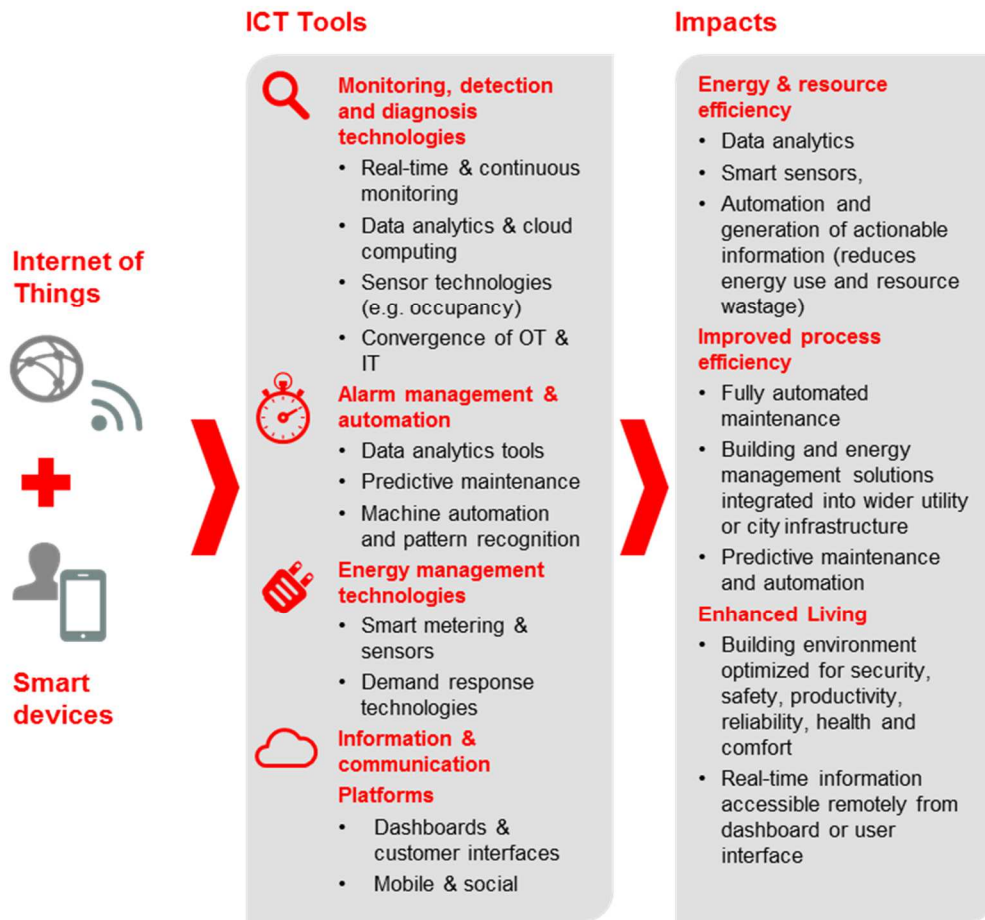 Internet of
Things
Smart
devices
ICT Tools
Monitoring, detection
and diagnosis
technologies
• Real-time & continuous
monitoring
• Data analytics & cloud
computing
• Sensor technologies
(e.g. occupancy)
• Convergence of OT &
IT
Alarm management &
automation
• Data analytics tools
• Predictive maintenance
• Machine automation
and pattern recognition
Energy management
technologies
• Smart metering &
sensors
• Demand response
technologies
Information &
communication
Platforms
• Dashboards &
customer interfaces
• Mobile & social
Impacts
Energy & resource
efficiency
• Data analytics
• Smart sensors,
• Automation and
generation of actionable
information (reduces
energy use and resource
wastage)
Improved process
efficiency
• Fully automated
maintenance
• Building and energy
management solutions
integrated into wider utility
or city infrastructure
• Predictive maintenance
and automation
Enhanced Living
• Building environment
optimized for security,
safety, productivity,
reliability, health and
comfort
• Real-time information
accessible remotely from
dashboard or user
interface